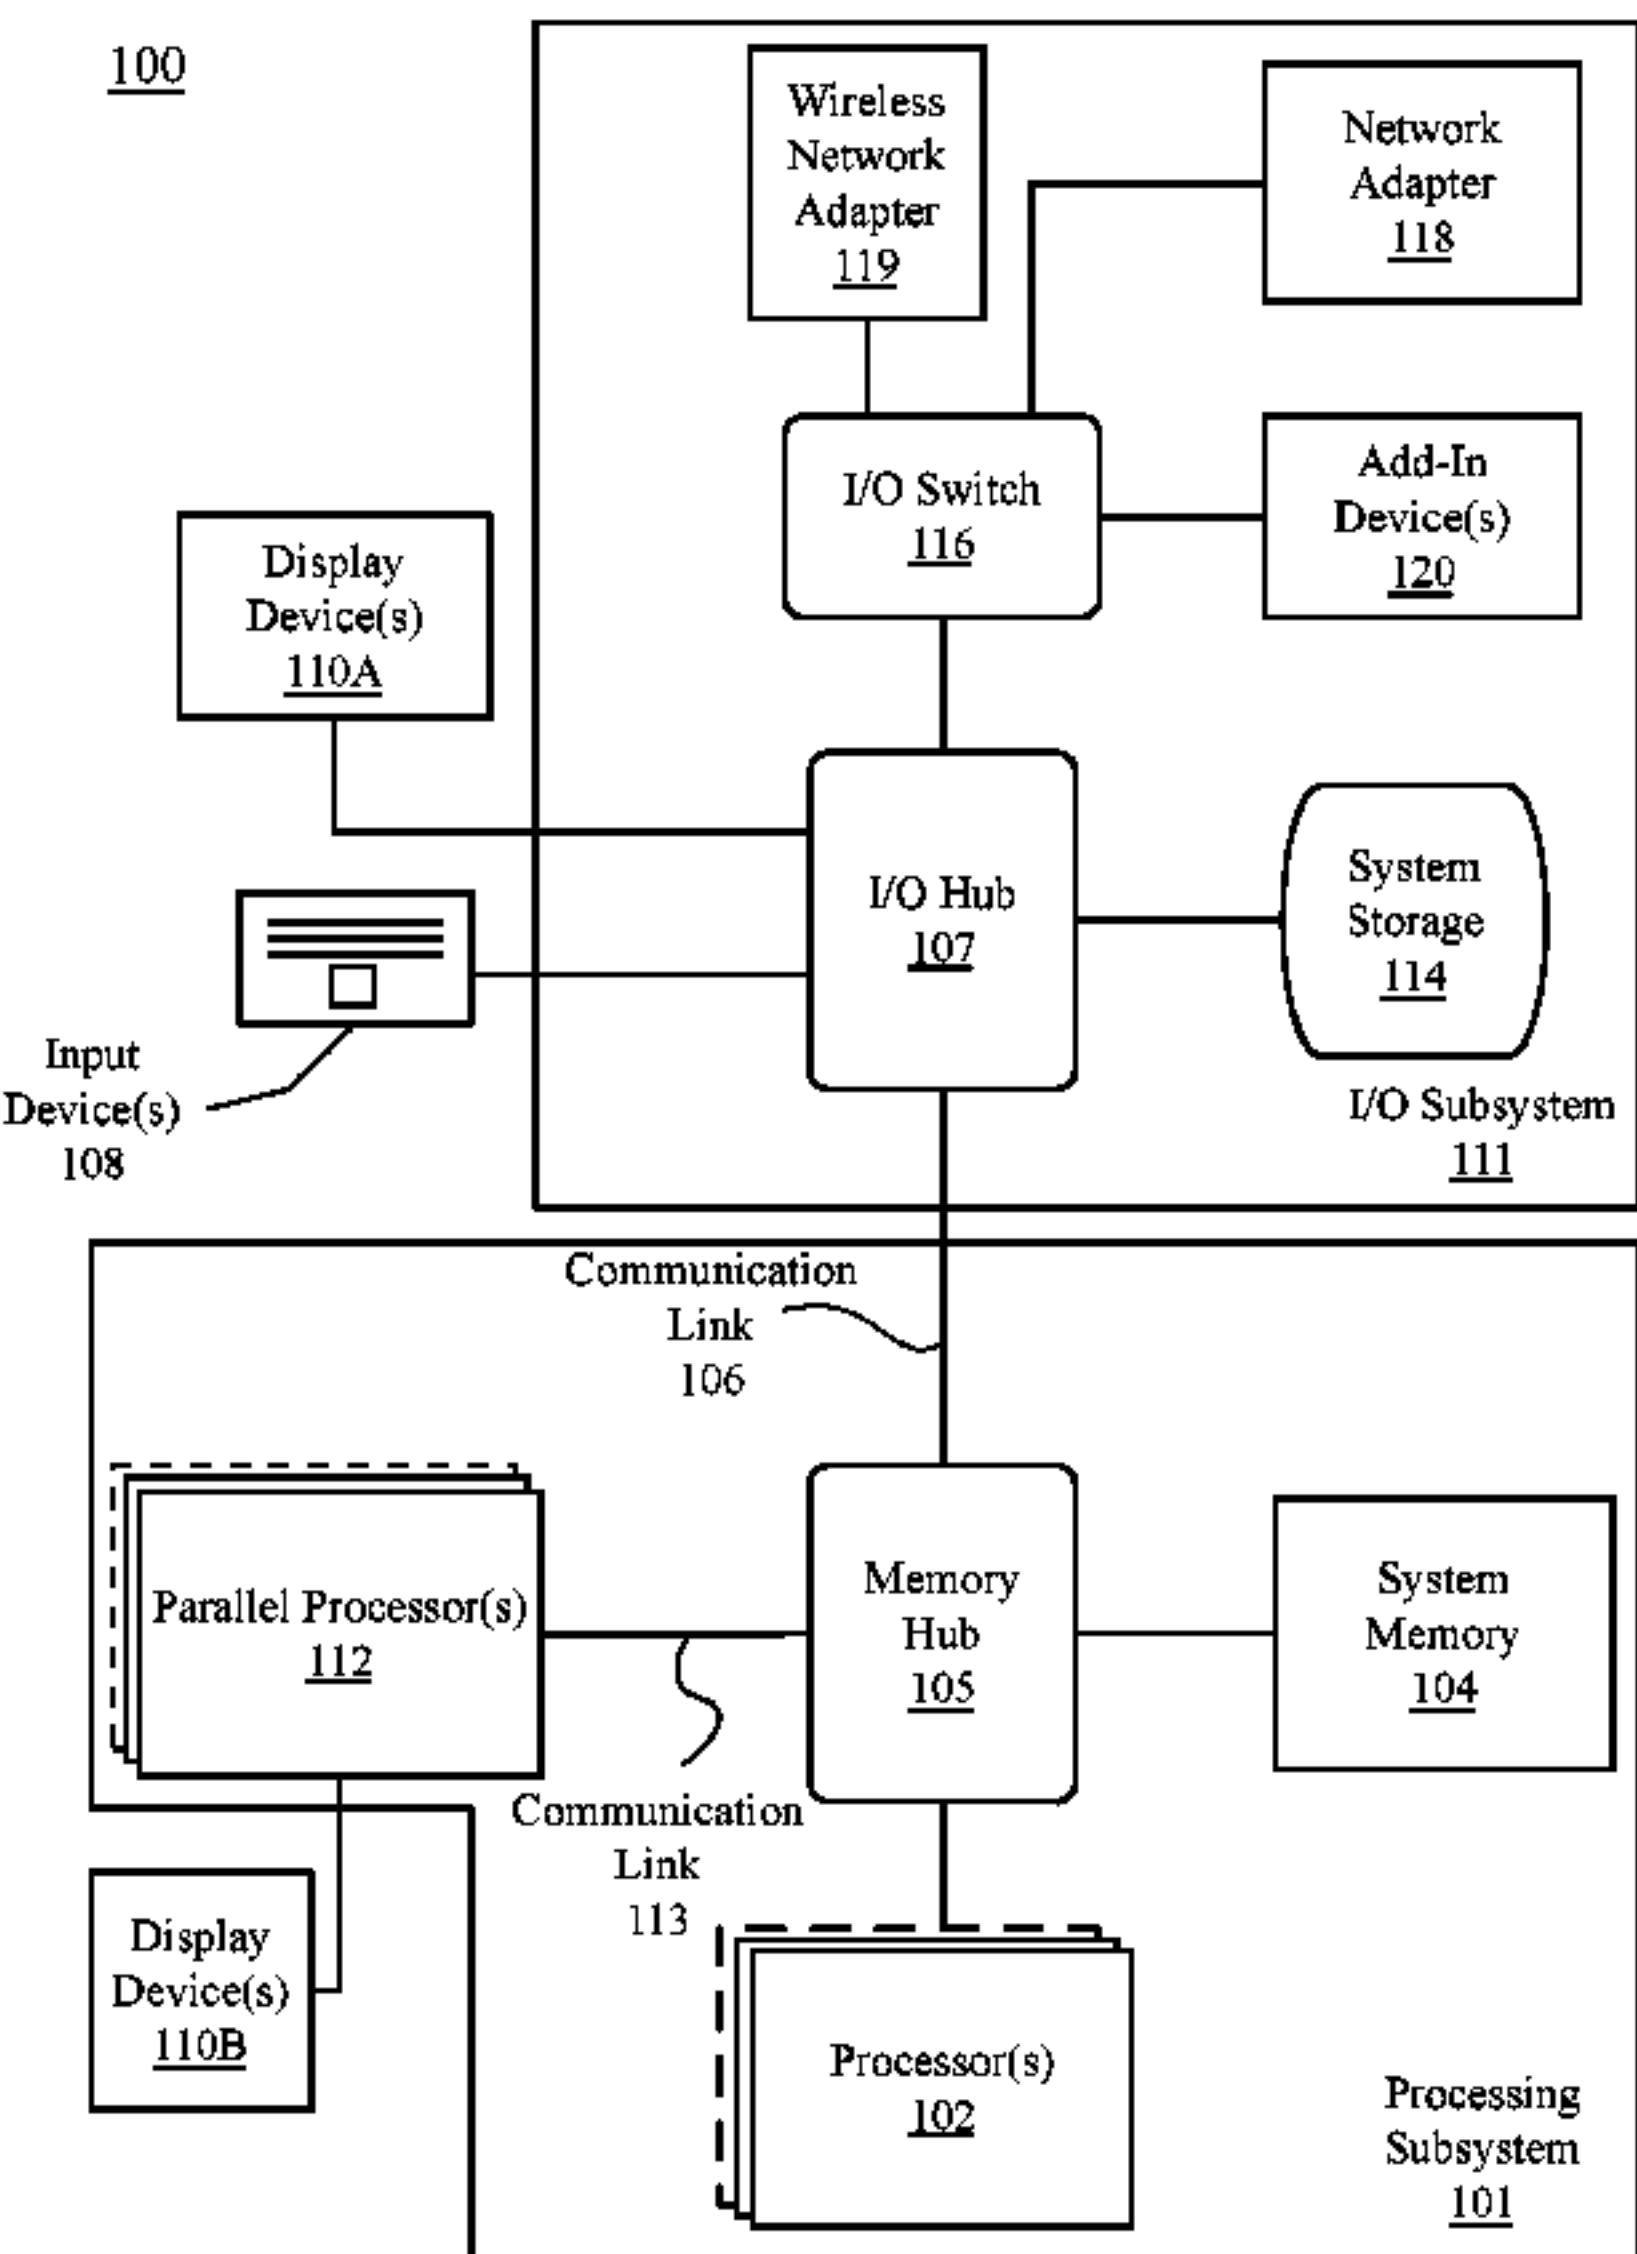 100
Wireless
Network
Adapter
119
Network
Adapter
118
I/O Switch
116
Add-In
Device(s)
120
Display
Device(s)
110A
I/O Hub
107
System
Storage
114
Input
Device(s)
108
I/O Subsystem
111
Communication
Link
106
Parallel Processor(s)
112
Memory
Hub
105
System
Memory
104
Communication
Link
113
Display
Device(s)
110B
Processor(s)
102
Processing
Subsystem
101